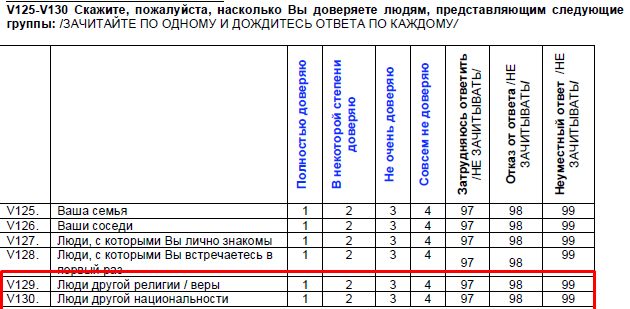 V125-V130 Скажите, пожалуйста, насколько Вы доверяете людям, представляющим следующие
группы: /ЗАЧИТАЙТЕ ПО ОДНОМУ И ДОЖДИТЕСЬ ОТВЕТА ПО КАЖДОМУ/
Полностью доверяю
В некоторой степени
доверяю
Не очень доверяю
Совсем не доверяю
Затрудняюсь ответить
/НЕ ЗАЧИТЫВАТЬ/
Отказ от ответа /НЕ
ЗАЧИТЫВАТЬ/
Неуместный ответ /НЕ
ЗАЧИТЫВАТЬ/
V125. Ваша семья 1 2 3 4 97 98 99
V126. Ваши соседи 1 2 3 4 97 98 99
V127. Люди, с которыми Вы лично знакомы 1 2 3 4 97 98 99
V128. Люди, с которыми Вы встречаетесь в 1 2 3 4 97 98 99
первый раз
V129. Люди другой религии / веры 1 2 3 4 97 98 99
V130. Люди другой национальности 1 2 3 4 97 98 99